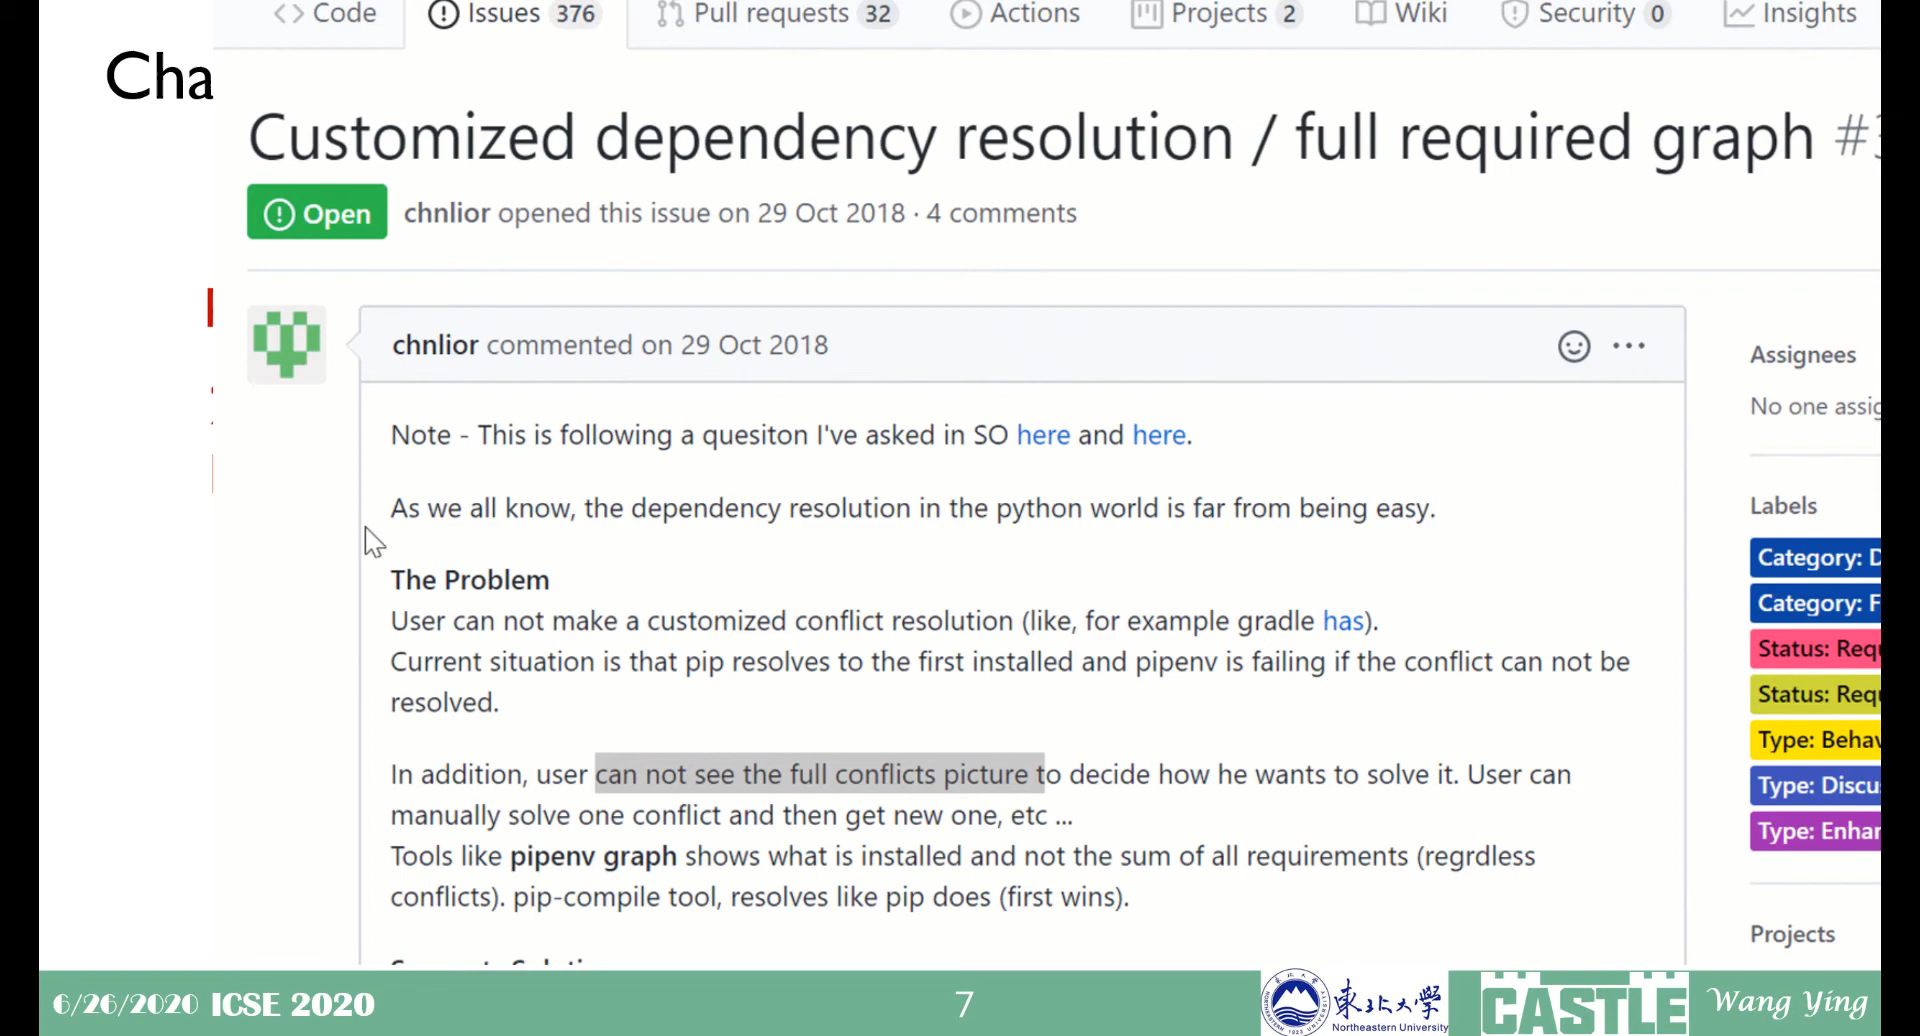 Code Issues 376 Pull requests 32 Actions Projects 2 Wiki Security 0 Insights
Cha
Customized dependency resolution / full required graph #
Open chnlior opened this issue on 29 Oct 2018 · 4 comments
chnlior commented on 29 Oct 2018
Note - This is following a quesiton I've asked in SO here and here.
As we all know, the dependency resolution in the python world is far from being easy.
The Problem
User can not make a customized conflict resolution (like, for example gradle has).
Current situation is that pip resolves to the first installed and pipenv is failing if the conflict can not be
resolved.
In addition, user can not see the full conflicts picture to decide how he wants to solve it. User can
manually solve one conflict and then get new one, etc ...
Tools like pipenv graph shows what is installed and not the sum of all requirements (regrdless
conflicts). pip-compile tool, resolves like pip does (first wins).
Assignees
No one assig
Labels
Category: D
Category: F
Status: Requ
Status: Requ
Type: Behav
Type: Discu
Type: Enhan
Projects
6/26/2020 ICSE 2020
7
东北大学
Northeastern University
CASTLE
Wang Ying